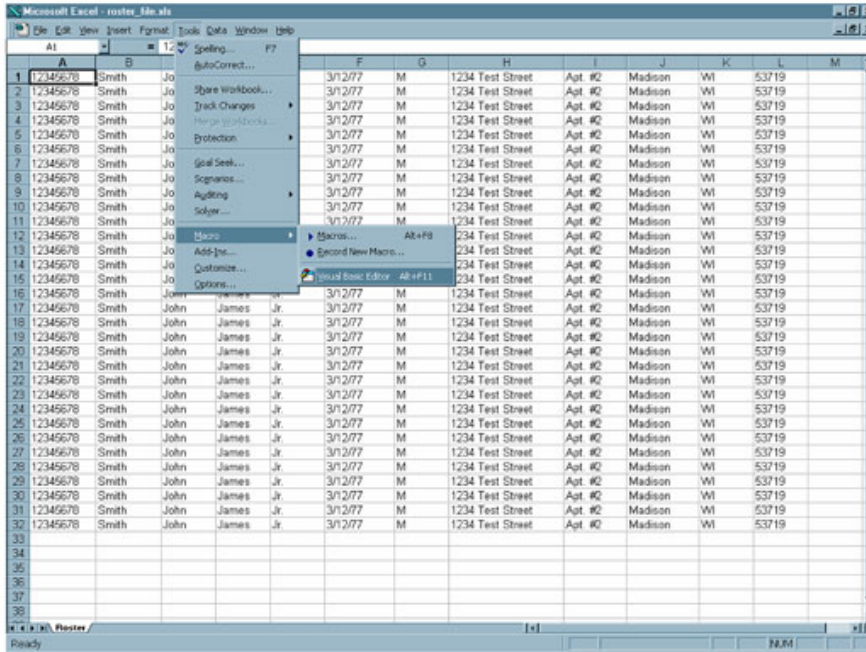 Microsoft Excel - roster_file.xls
File Edit View Insert Format Tools Data Window Help
A1 = 12
Spelling... F7
AutoCorrect...
Share Workbook...
Track Changes
Merge Workbooks...
Protection
Goal Seek...
Scenarios...
Auditing
Solver...
Macro
Add-Ins...
Customize...
Options...
Macros... Alt+F8
Record New Macro...
Visual Basic Editor Alt+F11
A B F G H I J K L M
1 12345678 Smith Jo 3/12/77 M 1234 Test Street Apt. #2 Madison WI 53719
2 12345678 Smith Jo 3/12/77 M 1234 Test Street Apt. #2 Madison WI 53719
3 12345678 Smith Jo 3/12/77 M 1234 Test Street Apt. #2 Madison WI 53719
4 12345678 Smith Jo 3/12/77 M 1234 Test Street Apt. #2 Madison WI 53719
5 12345678 Smith Jo 3/12/77 M 1234 Test Street Apt. #2 Madison WI 53719
6 12345678 Smith Jo 3/12/77 M 1234 Test Street Apt. #2 Madison WI 53719
7 12345678 Smith Jo 3/12/77 M 1234 Test Street Apt. #2 Madison WI 53719
8 12345678 Smith Jo 3/12/77 M 1234 Test Street Apt. #2 Madison WI 53719
9 12345678 Smith Jo 3/12/77 M 1234 Test Street Apt. #2 Madison WI 53719
10 12345678 Smith Jo 3/12/77 M 1234 Test Street Apt. #2 Madison WI 53719
11 12345678 Smith Jo 3/12/77 M 1234 Test Street Apt. #2 Madison WI 53719
12 12345678 Smith Jo 234 Test Street Apt. #2 Madison WI 53719
13 12345678 Smith Jo 234 Test Street Apt. #2 Madison WI 53719
14 12345678 Smith Jo 234 Test Street Apt. #2 Madison WI 53719
15 12345678 Smith Jo 234 Test Street Apt. #2 Madison WI 53719
16 12345678 Smith John James Jr. 3/12/77 M 1234 Test Street Apt. #2 Madison WI 53719
17 12345678 Smith John James Jr. 3/12/77 M 1234 Test Street Apt. #2 Madison WI 53719
18 12345678 Smith John James Jr. 3/12/77 M 1234 Test Street Apt. #2 Madison WI 53719
19 12345678 Smith John James Jr. 3/12/77 M 1234 Test Street Apt. #2 Madison WI 53719
20 12345678 Smith John James Jr. 3/12/77 M 1234 Test Street Apt. #2 Madison WI 53719
21 12345678 Smith John James Jr. 3/12/77 M 1234 Test Street Apt. #2 Madison WI 53719
22 12345678 Smith John James Jr. 3/12/77 M 1234 Test Street Apt. #2 Madison WI 53719
23 12345678 Smith John James Jr. 3/12/77 M 1234 Test Street Apt. #2 Madison WI 53719
24 12345678 Smith John James Jr. 3/12/77 M 1234 Test Street Apt. #2 Madison WI 53719
25 12345678 Smith John James Jr. 3/12/77 M 1234 Test Street Apt. #2 Madison WI 53719
26 12345678 Smith John James Jr. 3/12/77 M 1234 Test Street Apt. #2 Madison WI 53719
27 12345678 Smith John James Jr. 3/12/77 M 1234 Test Street Apt. #2 Madison WI 53719
28 12345678 Smith John James Jr. 3/12/77 M 1234 Test Street Apt. #2 Madison WI 53719
29 12345678 Smith John James Jr. 3/12/77 M 1234 Test Street Apt. #2 Madison WI 53719
30 12345678 Smith John James Jr. 3/12/77 M 1234 Test Street Apt. #2 Madison WI 53719
31 12345678 Smith John James Jr. 3/12/77 M 1234 Test Street Apt. #2 Madison WI 53719
32 12345678 Smith John James Jr. 3/12/77 M 1234 Test Street Apt. #2 Madison WI 53719
33
34
35
36
37
38
Roster
Ready NUM